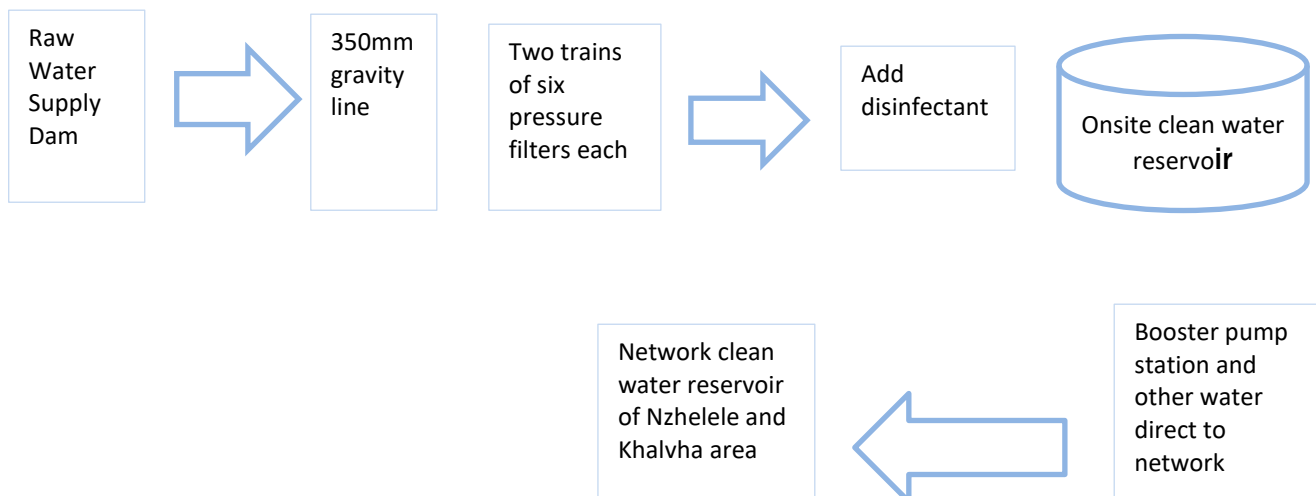 Raw
Water
Supply
Dam
350mm
gravity
line
Two trains
of six
pressure
filters each
Add
disinfectant
Onsite clean water
reservoir
Network clean
water reservoir
of Nzhelele and
Khalvha area
Booster pump
station and
other water
direct to
network